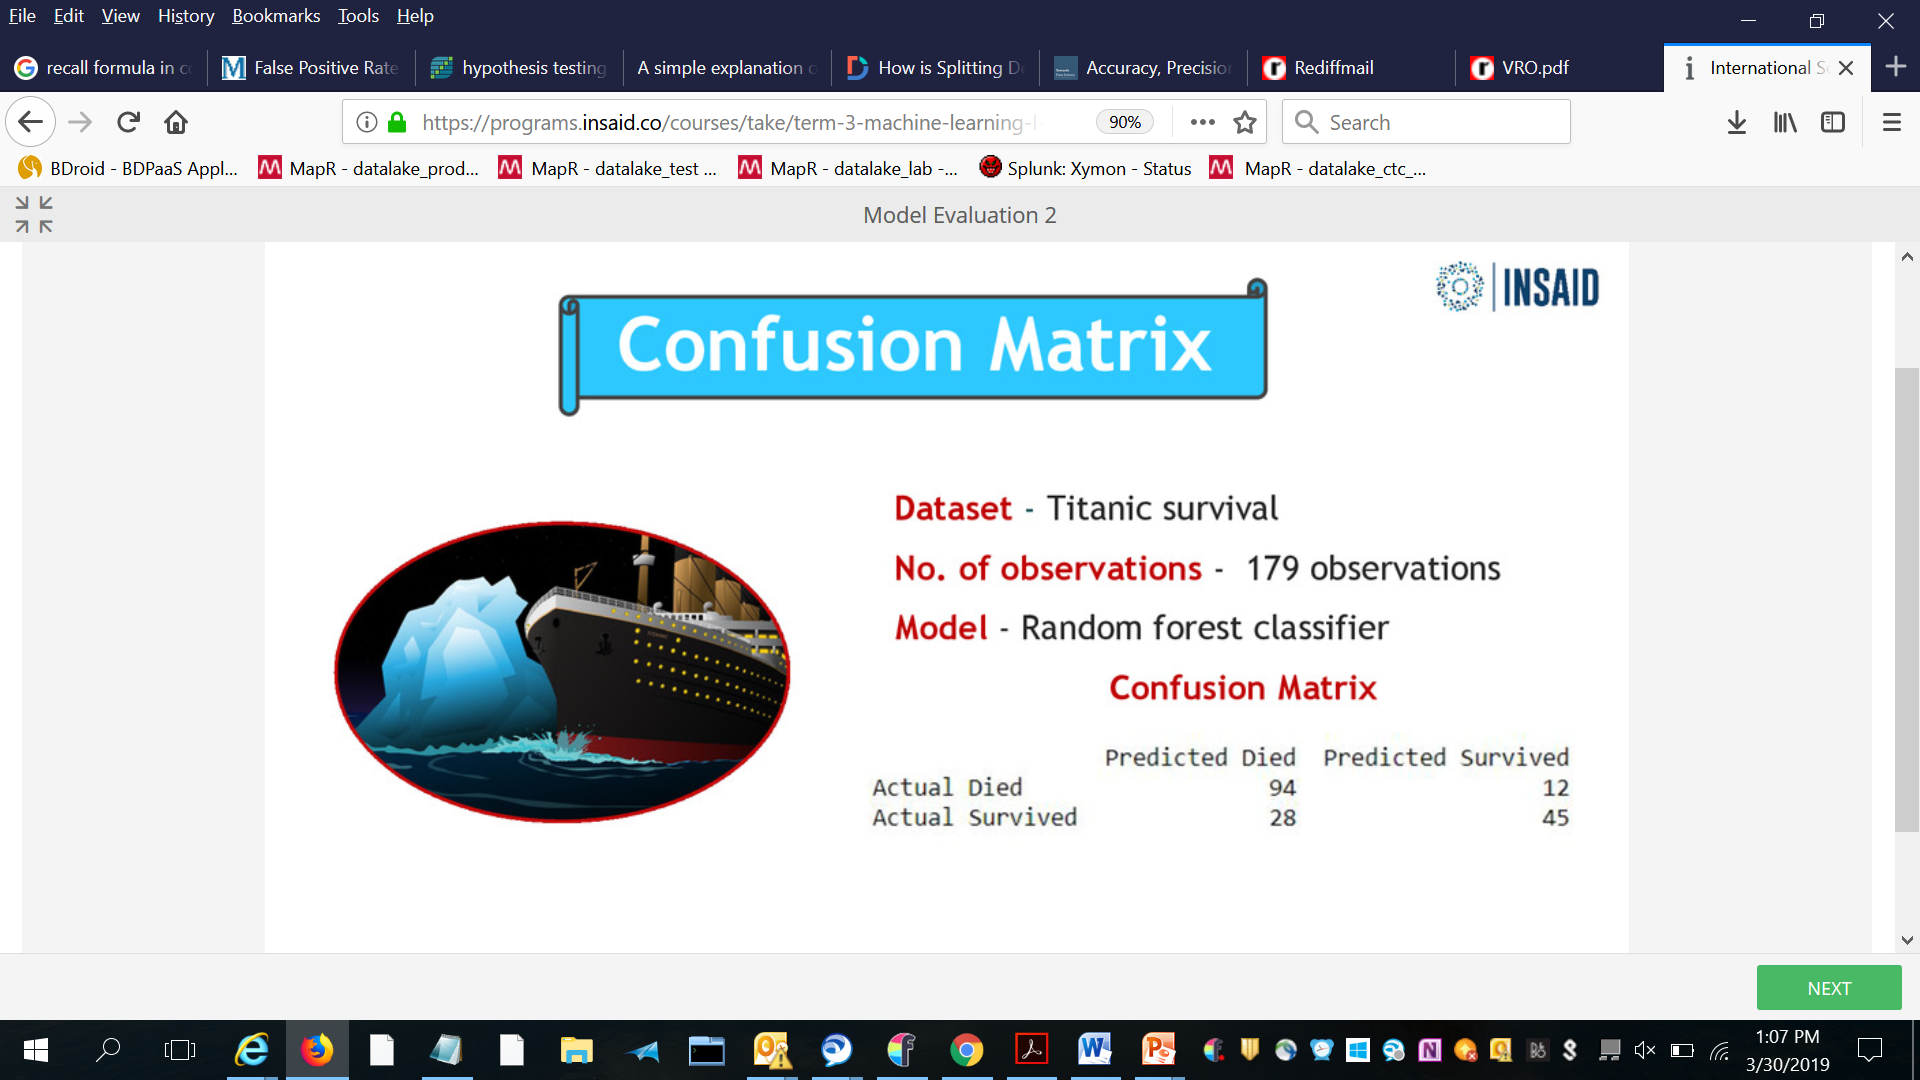 File Edit View History Bookmarks Tools Help
recall formula in co
False Positive Rate
hypothesis testing
A simple explanation o
How is Splitting De
Accuracy, Precision
Rediffmail
VRO.pdf
International S
https://programs.insaid.co/courses/take/term-3-machine-learning-l
90%
Search
BDroid - BDPaaS Appl...
MapR - datalake_prod...
MapR - datalake_test ...
MapR - datalake_lab -...
Splunk: Xymon - Status
MapR - datalake_ctc_...
Model Evaluation 2
INSAID
Confusion Matrix
Dataset - Titanic survival
No. of observations - 179 observations
Model - Random forest classifier
Confusion Matrix
Predicted Died Predicted Survived
Actual Died 94 12
Actual Survived 28 45
NEXT
1:07 PM
3/30/2019